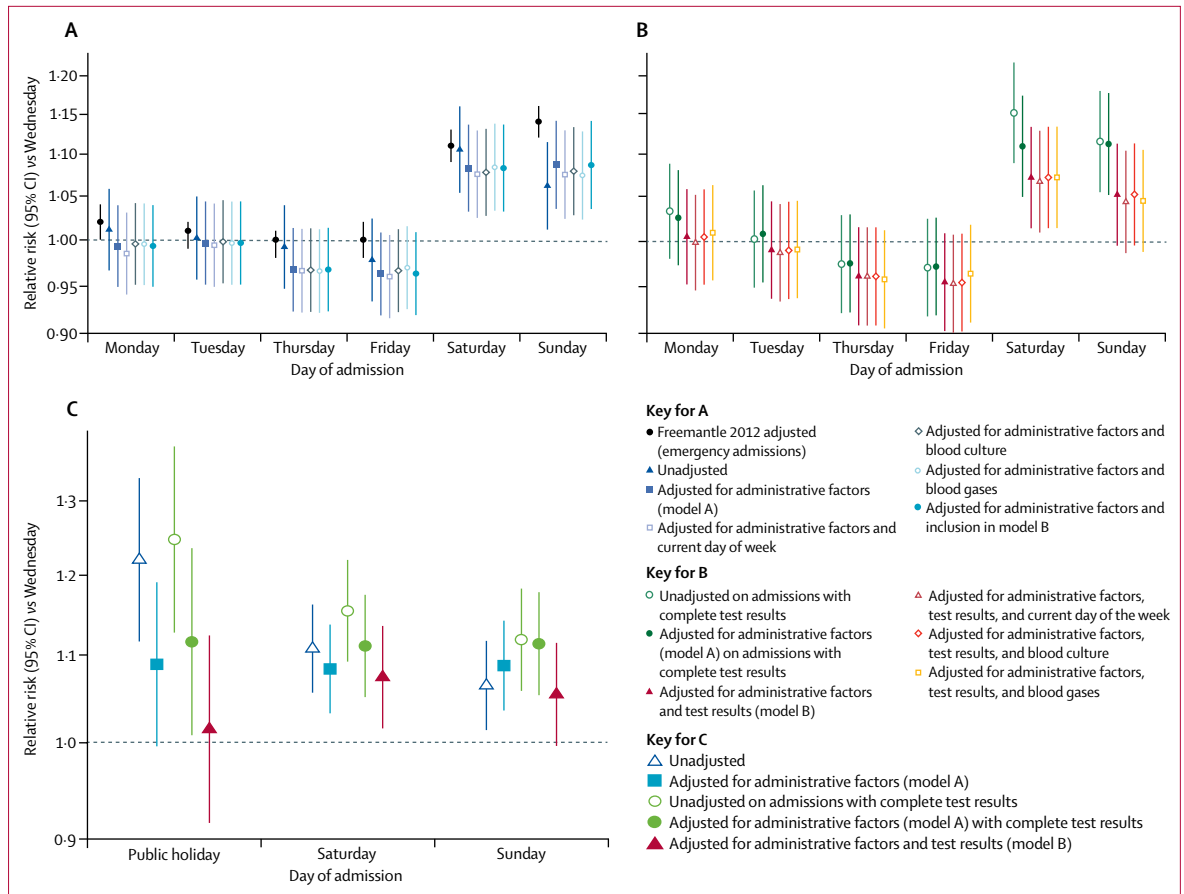 A
Relative risk (95% CI) vs Wednesday
1·20
1·15
1·10
1·05
1·00
0·95
0·90
Monday Tuesday Thursday Friday Saturday Sunday
Day of admission
B
Monday Tuesday Thursday Friday Saturday Sunday
Day of admission
C
Relative risk (95% CI) vs Wednesday
1·3
1·2
1·1
1·0
0·9
Public holiday Saturday Sunday
Day of admission
Key for A
Freemantle 2012 adjusted
(emergency admissions)
Unadjusted
Adjusted for administrative factors
(model A)
Adjusted for administrative factors and
current day of week
Adjusted for administrative factors and
blood culture
Adjusted for administrative factors and
blood gases
Adjusted for administrative factors and
inclusion in model B
Key for B
Unadjusted on admissions with
complete test results
Adjusted for administrative factors
(model A) on admissions with
complete test results
Adjusted for administrative factors
and test results (model B)
Adjusted for administrative factors,
test results, and current day of the week
Adjusted for administrative factors,
test results, and blood culture
Adjusted for administrative factors,
test results, and blood gases
Key for C
Unadjusted
Adjusted for administrative factors (model A)
Unadjusted on admissions with complete test results
Adjusted for administrative factors (model A) with complete test results
Adjusted for administrative factors and test results (model B)